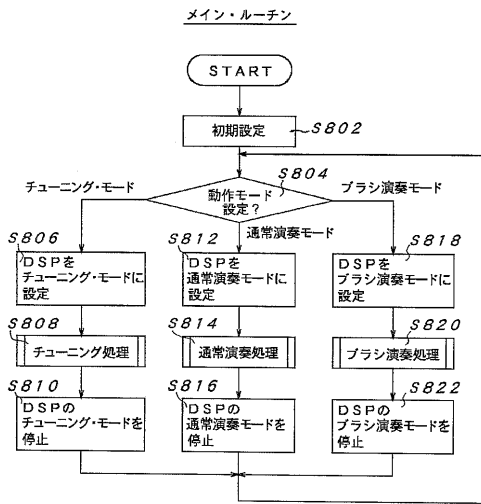 メイン・ルーチン
START
初期設定
S802
S804
動作モード
設定？
チューニング・モード
ブラシ演奏モード
通常演奏モード
S806
DSPを
チューニング・モードに
設定
S808
チューニング処理
S810
DSPの
チューニング・モードを
停止
S812
DSPを
通常演奏モードに
設定
S814
通常演奏処理
S816
DSPの
通常演奏モードを
停止
S818
DSPを
ブラシ演奏モードに
設定
S820
ブラシ演奏処理
S822
DSPの
ブラシ演奏モードを
停止